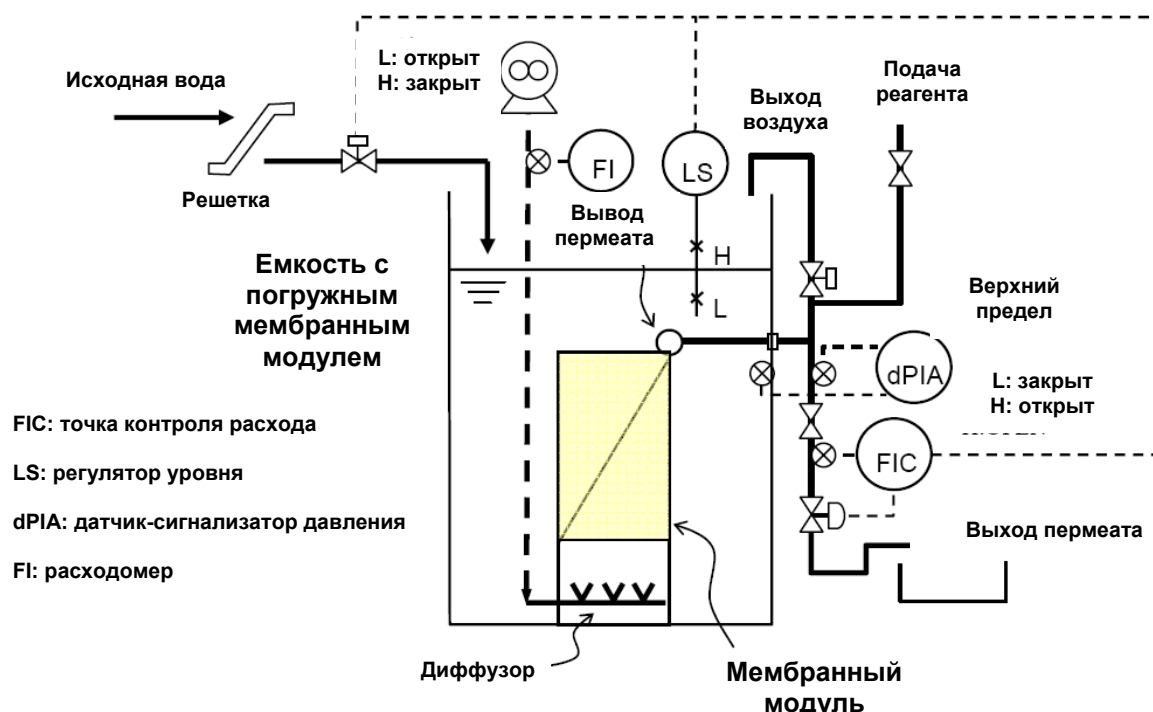 L: открыт
H: закрыт
Исходная вода
Решетка
FI
LS
Выход
воздуха
Подача
реагента
Вывод
пермеата
H
L
Емкость с
погружным
мембранным
модулем
Верхний
предел
dPIA
L: закрыт
H: открыт
FIC
FIC: точка контроля расхода
LS: регулятор уровня
dPIA: датчик-сигнализатор давления
FI: расходомер
Выход пермеата
Диффузор
Мембранный
модуль